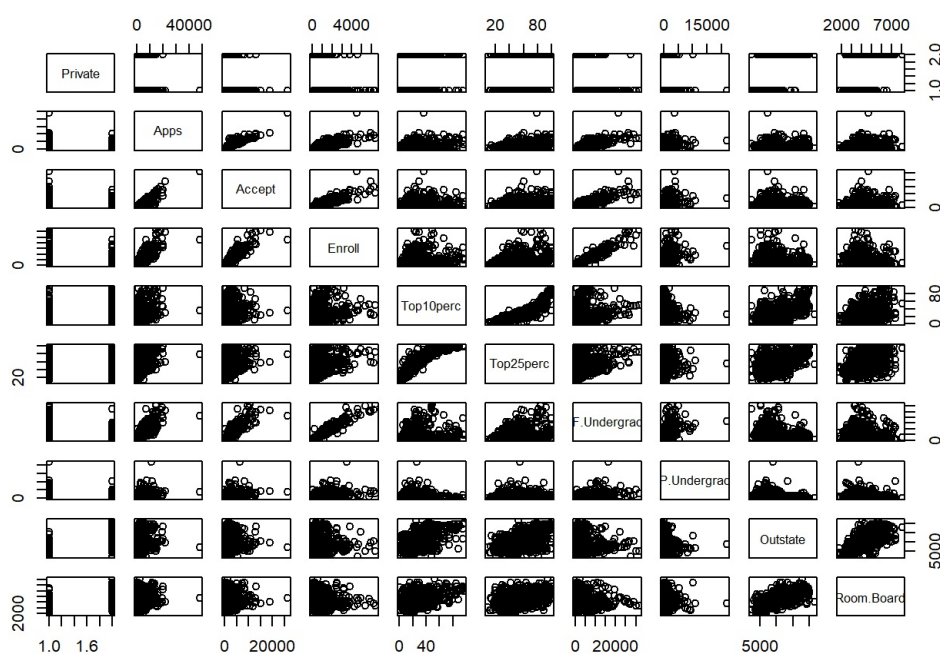 0 40000 0 4000 20 80 0 15000 2000 7000
Private 1.0 2.0
0 Apps
Accept 0
0 Enroll
Top10perc 0 80
20 Top25perc
F.Undergrad 0
0 P.Undergrad
Outstate 5000
2000 Room.Board
1.0 1.6 0 20000 0 40 0 20000 5000